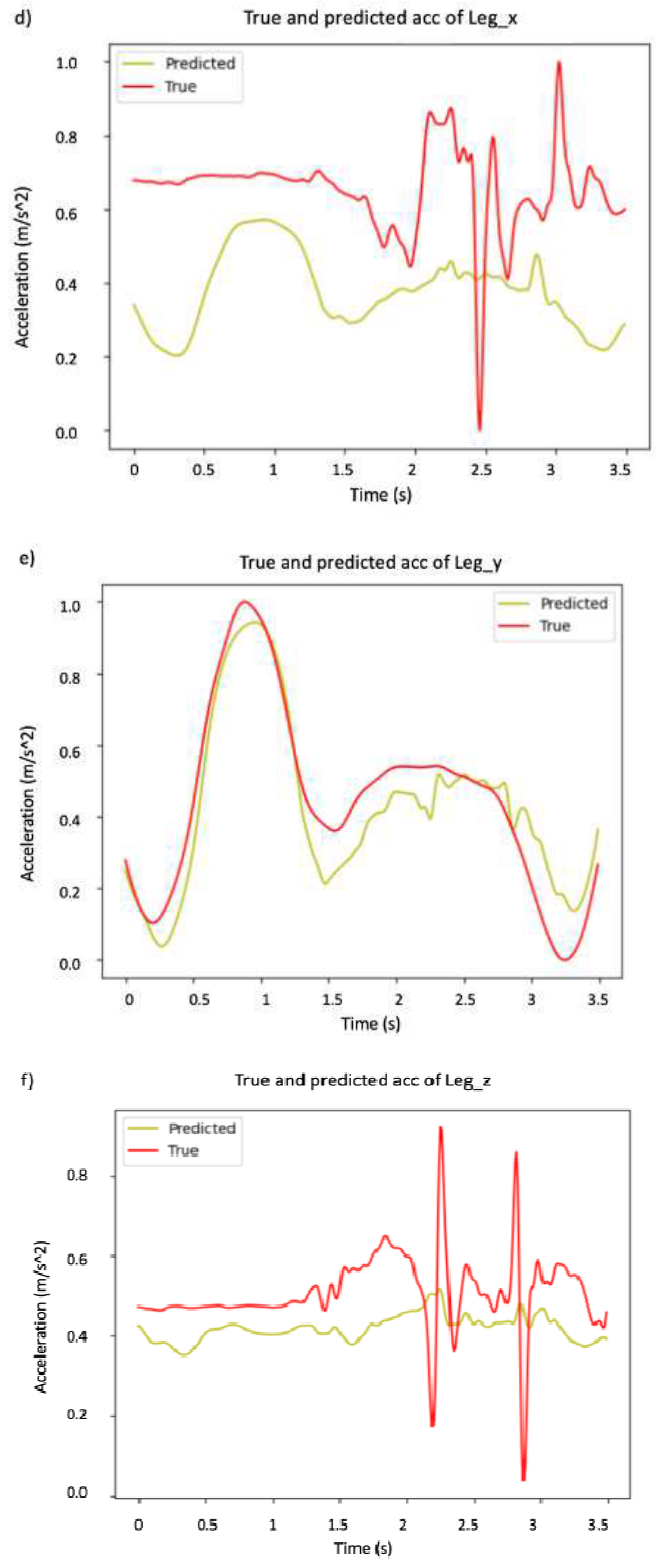 d)
True and predicted acc of Leg_x
Predicted
True
Acceleration (m/s^2)
1.0
0.8
0.6
0.4
0.2
0.0
0 0.5 1 1.5 2 2.5 3 3.5
Time (s)
e)
True and predicted acc of Leg_y
Predicted
True
Acceleration (m/s^2)
1.0
0.8
0.6
0.4
0.2
0.0
0 0.5 1 1.5 2 2.5 3 3.5
Time (s)
f)
True and predicted acc of Leg_z
Predicted
True
Acceleration (m/s^2)
0.8
0.6
0.4
0.2
0.0
0 0.5 1 1.5 2 2.5 3 3.5
Time (s)